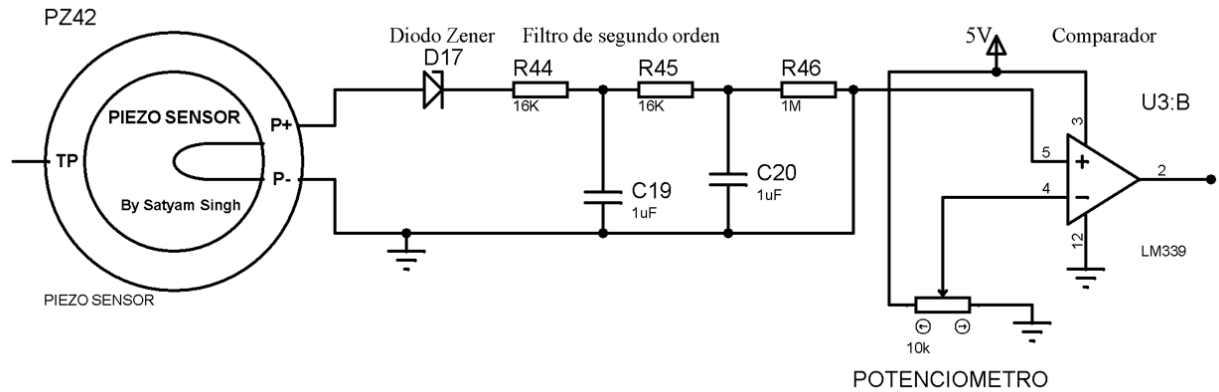 PZ42
Diodo Zener
Filtro de segundo orden
5V
Comparador
D17
R44
R45
R46
U3:B
16K
16K
1M
PIEZO SENSOR
P+
3
TP
5
+
2
P-
4
-
C19
C20
By Satyam Singh
1uF
1uF
12
LM339
PIEZO SENSOR
10k
POTENCIOMETRO